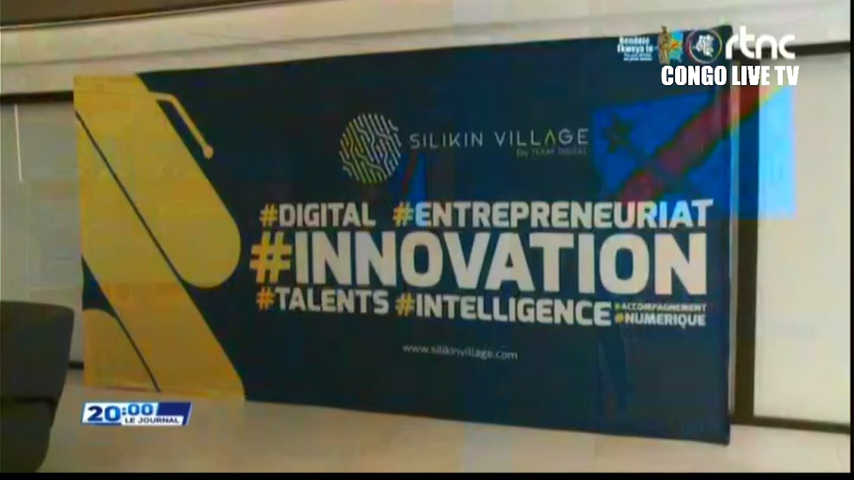 rtnc
CONGO LIVE TV
SILIKIN VILLAGE
#DIGITAL #ENTREPRENEURIAT
#INNOVATION
#TALENTS #INTELLIGENCE #ACCOMPAGNEMENT
#NUMERIQUE
www.silikinvillage.com
20:00
LE JOURNAL